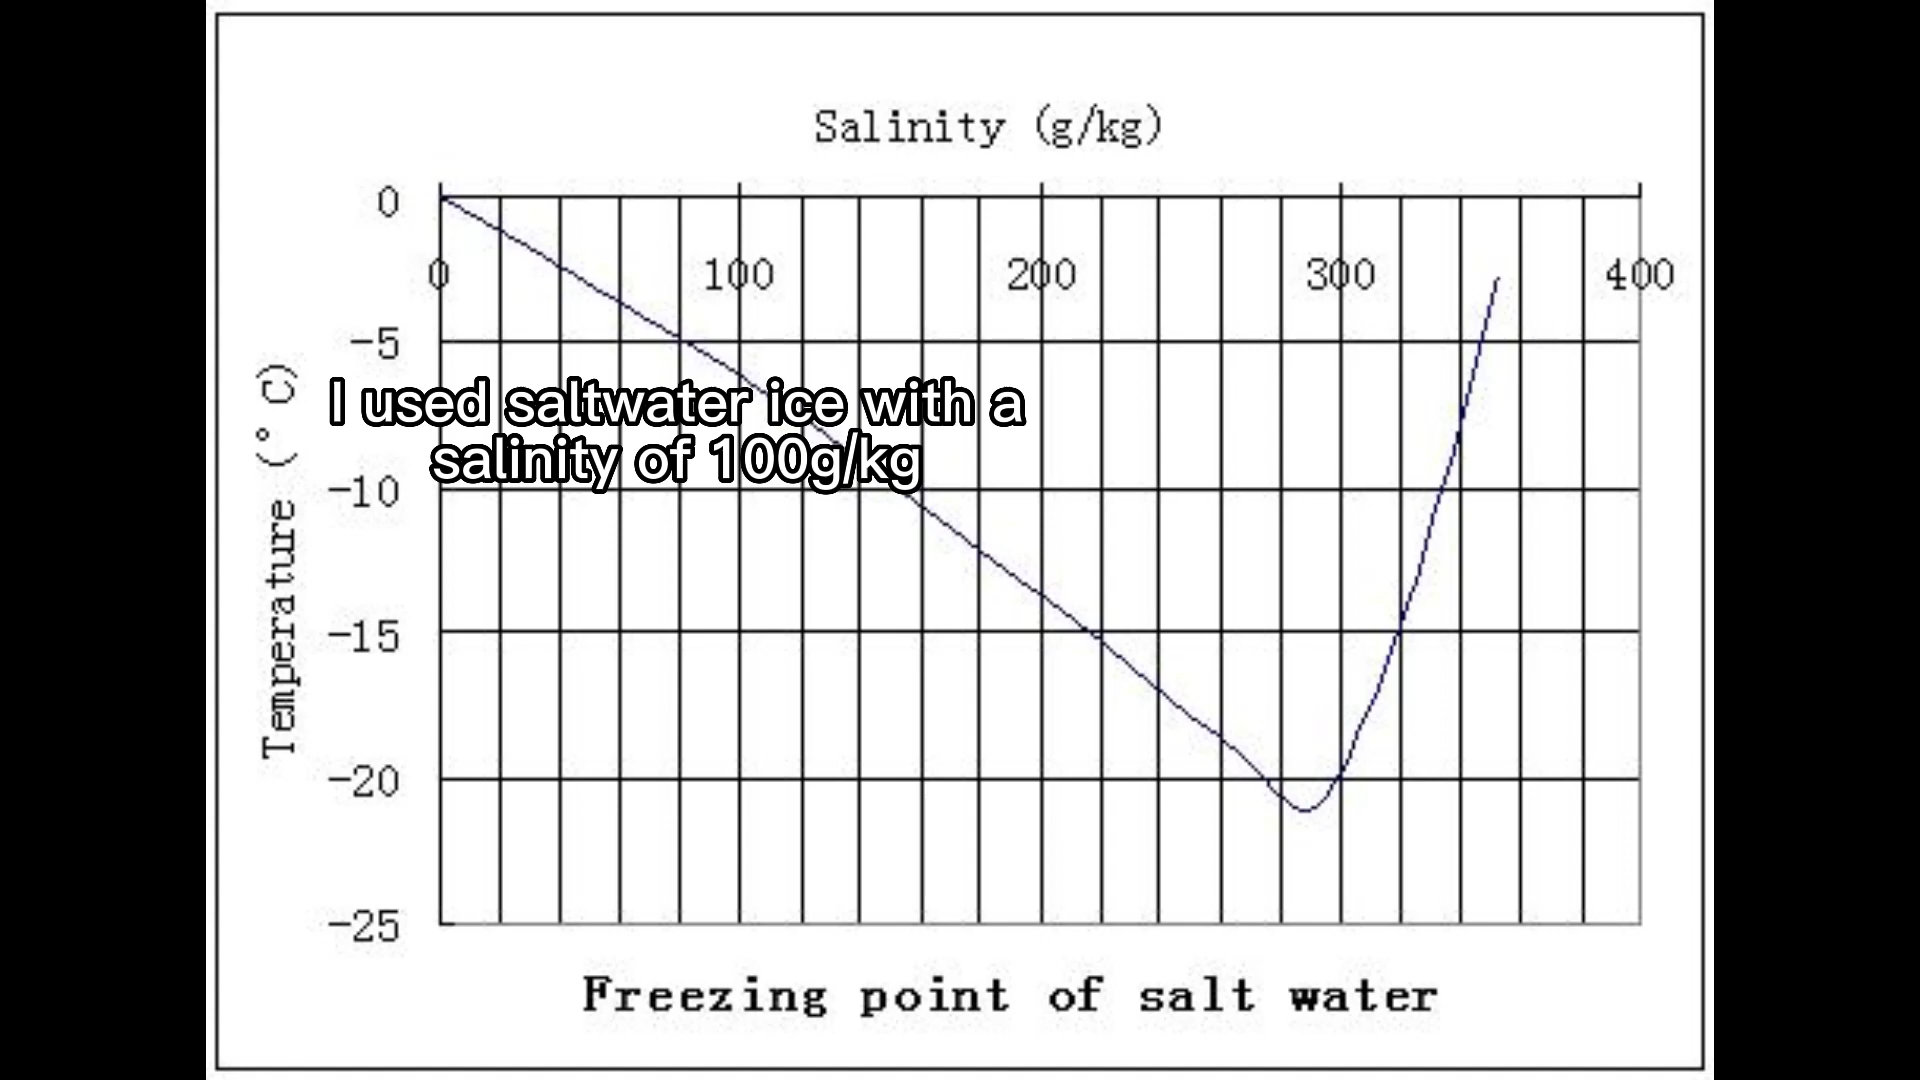 Salinity (g/kg)
0
0 100 200 300 400
-5
I used saltwater ice with a
salinity of 100g/kg
-10
-15
-20
-25
Temperature (° C)
Freezing point of salt water